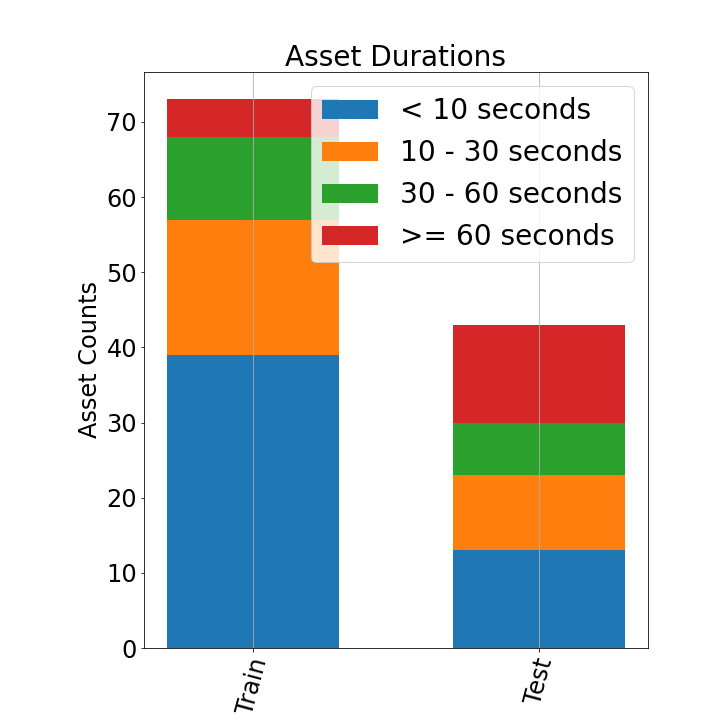 Asset Durations
Asset Counts
70
60
50
40
30
20
10
0
< 10 seconds
10 - 30 seconds
30 - 60 seconds
>= 60 seconds
Train
Test